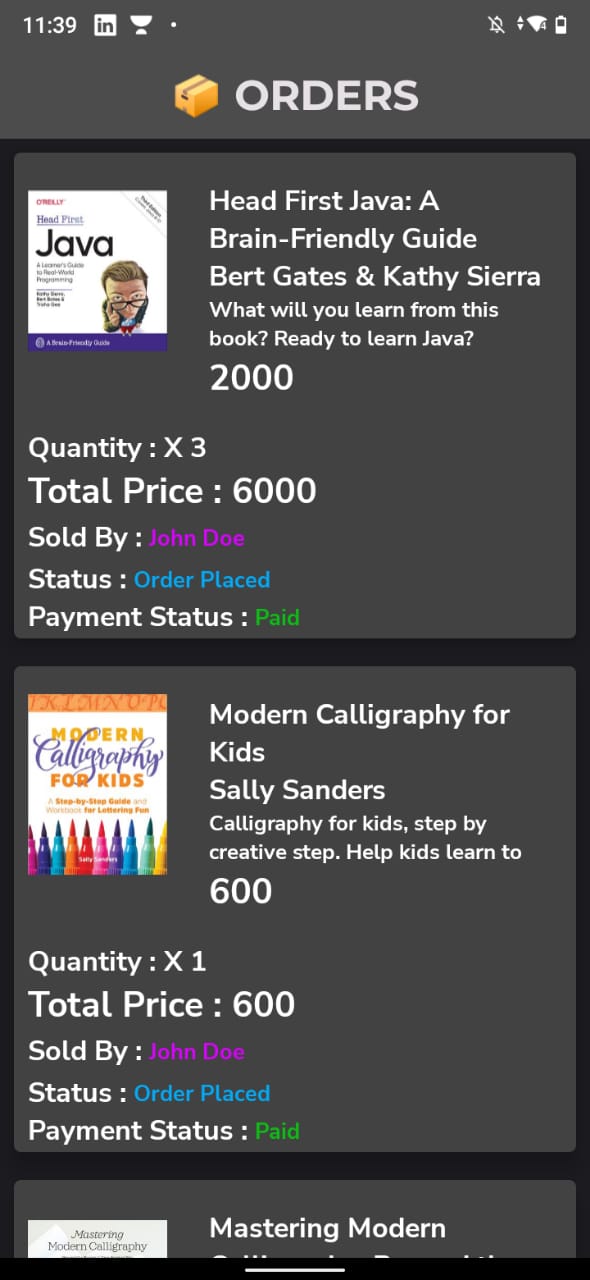 11:39
📦 ORDERS
O'REILLY
Third Edition
Head First
Java
A Learner's Guide
to Real-World
Programming
Kathy Sierra,
Bert Bates &
Trisha Gee
A Brain-Friendly Guide
Head First Java: A
Brain-Friendly Guide
Bert Gates & Kathy Sierra
What will you learn from this
book? Ready to learn Java?
2000
Quantity : X 3
Total Price : 6000
Sold By : John Doe
Status : Order Placed
Payment Status : Paid
MODERN
Calligraphy
FOR KIDS
A Step-by-Step Guide and
Workbook for Lettering Fun
Sally Sanders
Modern Calligraphy for
Kids
Sally Sanders
Calligraphy for kids, step by
creative step. Help kids learn to
600
Quantity : X 1
Total Price : 600
Sold By : John Doe
Status : Order Placed
Payment Status : Paid
Mastering
Modern Calligraphy
Mastering Modern